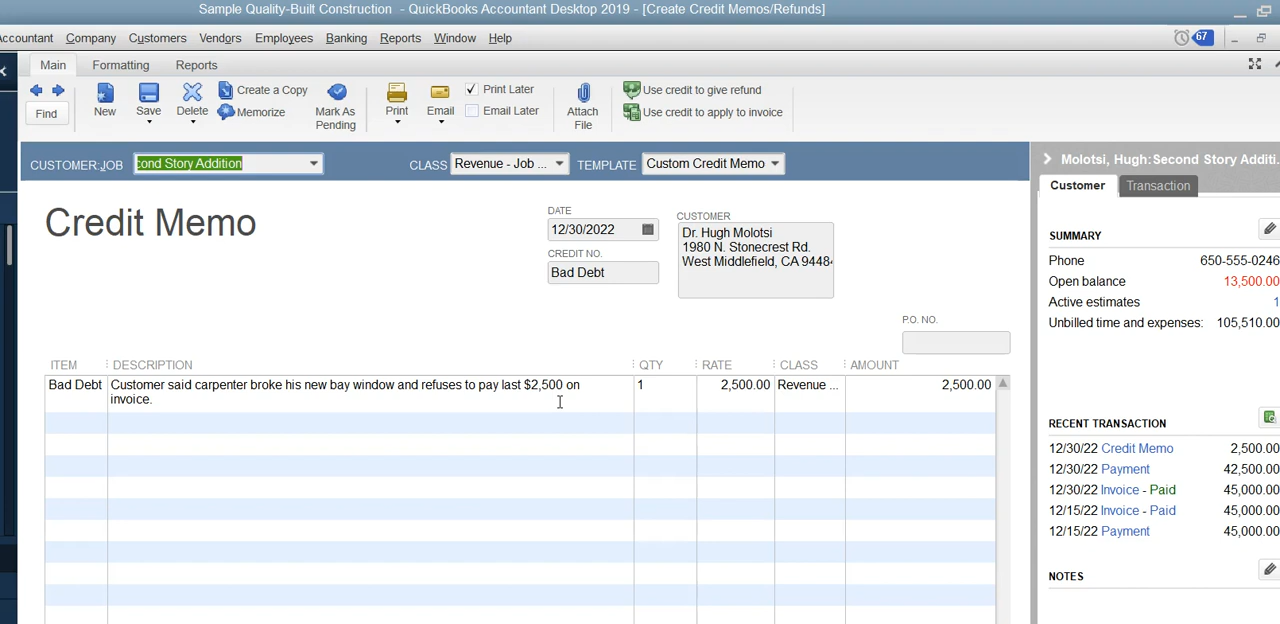 Sample Quality-Built Construction - QuickBooks Accountant Desktop 2019 - [Create Credit Memos/Refunds]
ccountant Company Customers Vendors Employees Banking Reports Window Help 67
Main Formatting Reports
Find New Save Delete Create a Copy Memorize Mark As Pending Print Email Print Later Email Later Attach File Use credit to give refund Use credit to apply to invoice
CUSTOMER:JOB cond Story Addition CLASS Revenue - Job ... TEMPLATE Custom Credit Memo
Credit Memo
DATE
12/30/2022
CREDIT NO.
Bad Debt
CUSTOMER
Dr. Hugh Molotsi
1980 N. Stonecrest Rd.
West Middlefield, CA 9448
P.O. NO.
ITEM DESCRIPTION QTY RATE CLASS AMOUNT
Bad Debt Customer said carpenter broke his new bay window and refuses to pay last $2,500 on 1 2,500.00 Revenue ... 2,500.00
invoice.
Molotsi, Hugh:Second Story Additi...
Customer Transaction
SUMMARY
Phone 650-555-0246
Open balance 13,500.00
Active estimates 1
Unbilled time and expenses: 105,510.00
RECENT TRANSACTION
12/30/22 Credit Memo 2,500.00
12/30/22 Payment 42,500.00
12/30/22 Invoice - Paid 45,000.00
12/15/22 Invoice - Paid 45,000.00
12/15/22 Payment 45,000.00
NOTES